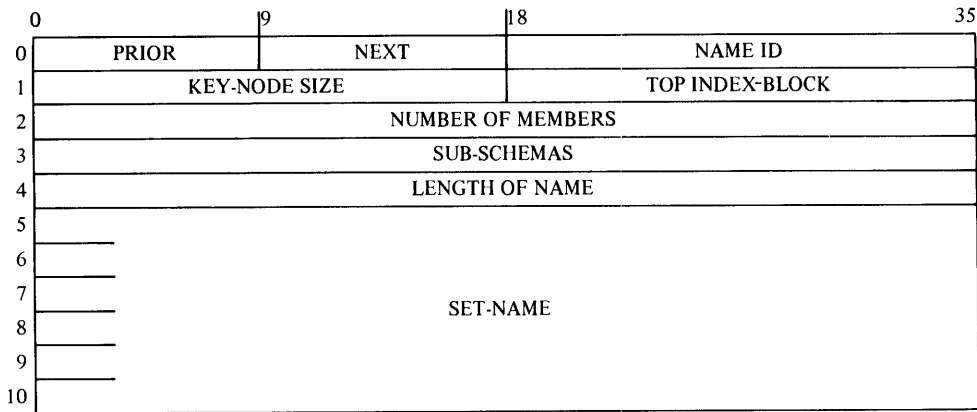 0 9 18 35
0 PRIOR NEXT NAME ID
1 KEY-NODE SIZE TOP INDEX-BLOCK
2 NUMBER OF MEMBERS
3 SUB-SCHEMAS
4 LENGTH OF NAME
5
6
7 SET-NAME
8
9
10